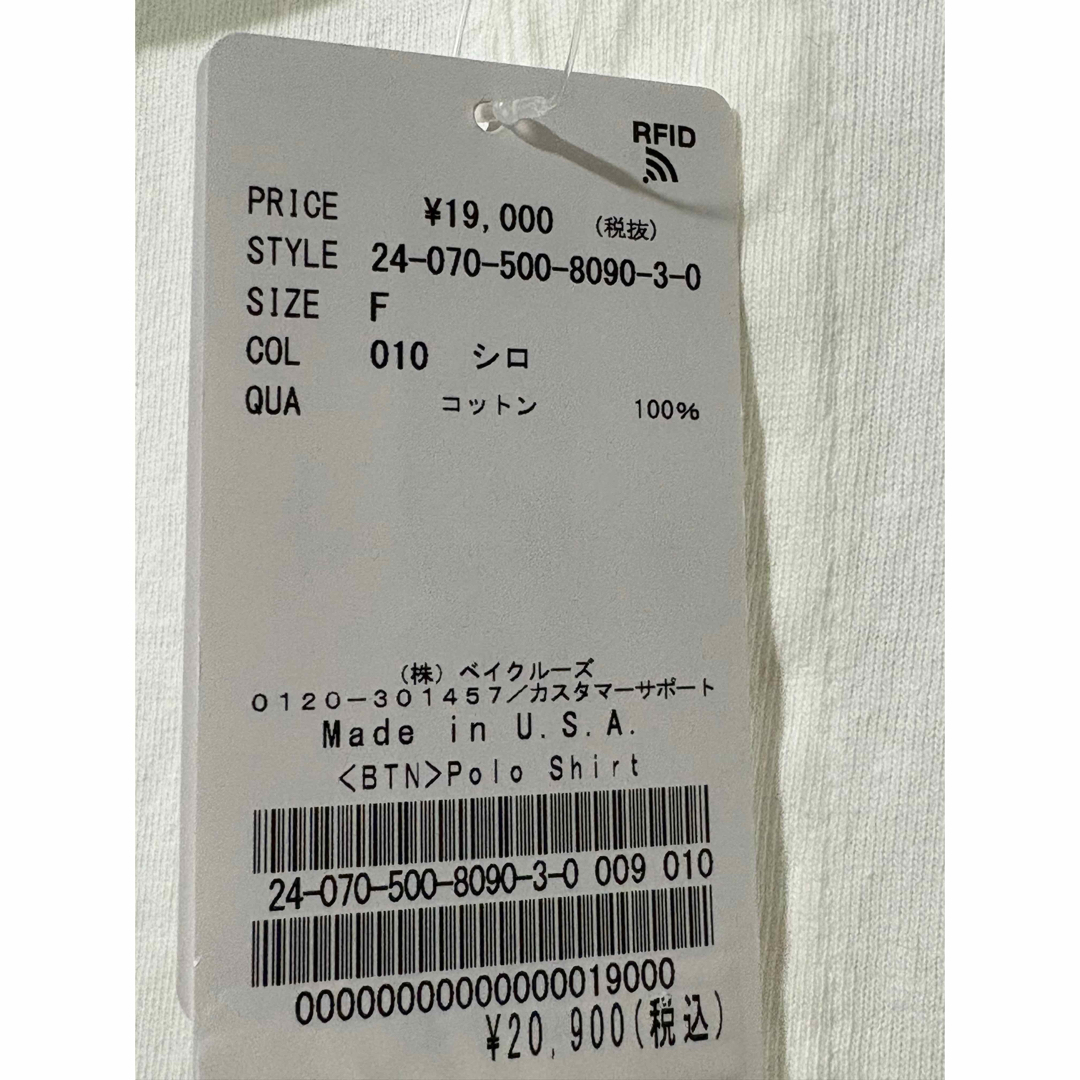 RFID
PRICE ¥19,000 (税抜)
STYLE 24-070-500-8090-3-0
SIZE F
COL 010 シロ
QUA コットン 100%
(株) ベイクルーズ
0120-301457/カスタマーサポート
Made in U.S.A.
<BTN>Polo Shirt
24-070-500-8090-3-0 009 010
00000000000000019000
¥20,900(税込)